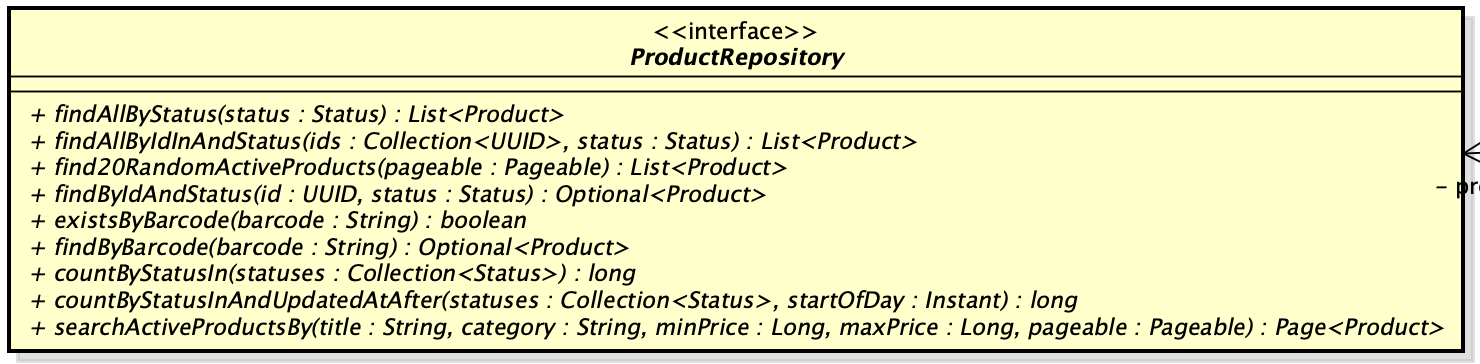 <<interface>>
ProductRepository
+ findAllByStatus(status : Status) : List<Product>
+ findAllByIdInAndStatus(ids : Collection<UUID>, status : Status) : List<Product>
+ find20RandomActiveProducts(pageable : Pageable) : List<Product>
+ findByIdAndStatus(id : UUID, status : Status) : Optional<Product>
+ existsByBarcode(barcode : String) : boolean
+ findByBarcode(barcode : String) : Optional<Product>
+ countByStatusIn(statuses : Collection<Status>) : long
+ countByStatusInAndUpdatedAtAfter(statuses : Collection<Status>, startOfDay : Instant) : long
+ searchActiveProductsBy(title : String, category : String, minPrice : Long, maxPrice : Long, pageable : Pageable) : Page<Product>